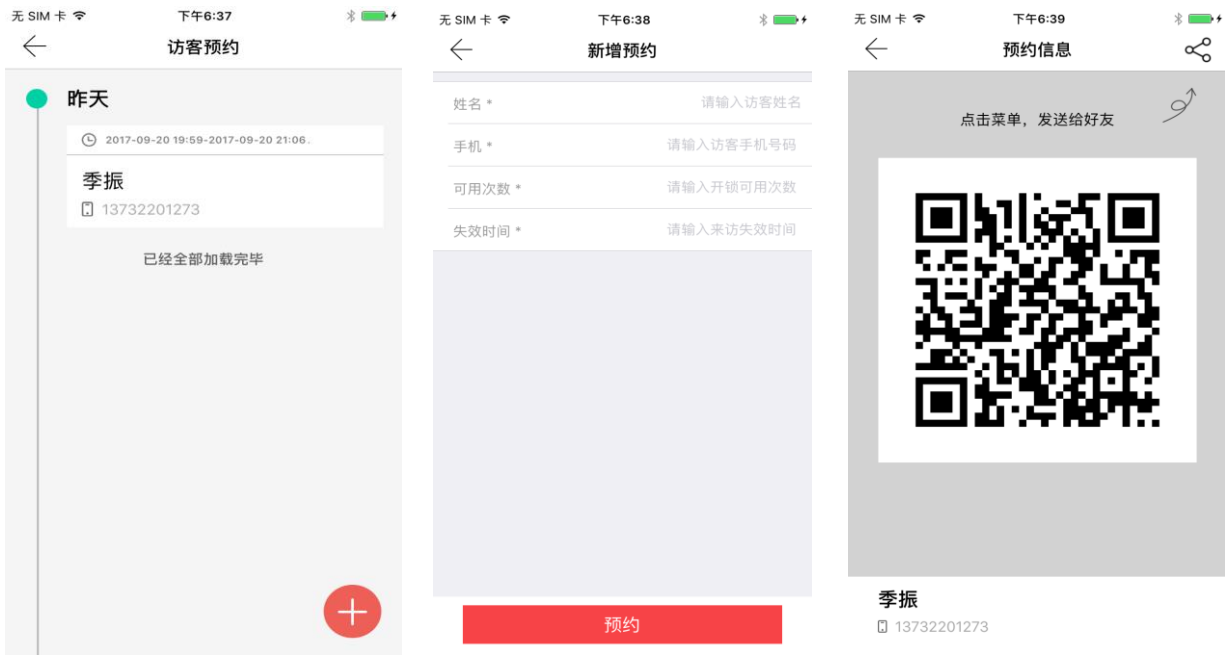 无 SIM 卡 下午6:37
访客预约
昨天
2017-09-20 19:59-2017-09-20 21:06.
季振
13732201273
已经全部加载完毕
无 SIM 卡 下午6:38
新增预约
姓名 * 请输入访客姓名
手机 * 请输入访客手机号码
可用次数 * 请输入开锁可用次数
失效时间 * 请输入来访失效时间
预约
无 SIM 卡 下午6:39
预约信息
点击菜单，发送给好友
季振
13732201273